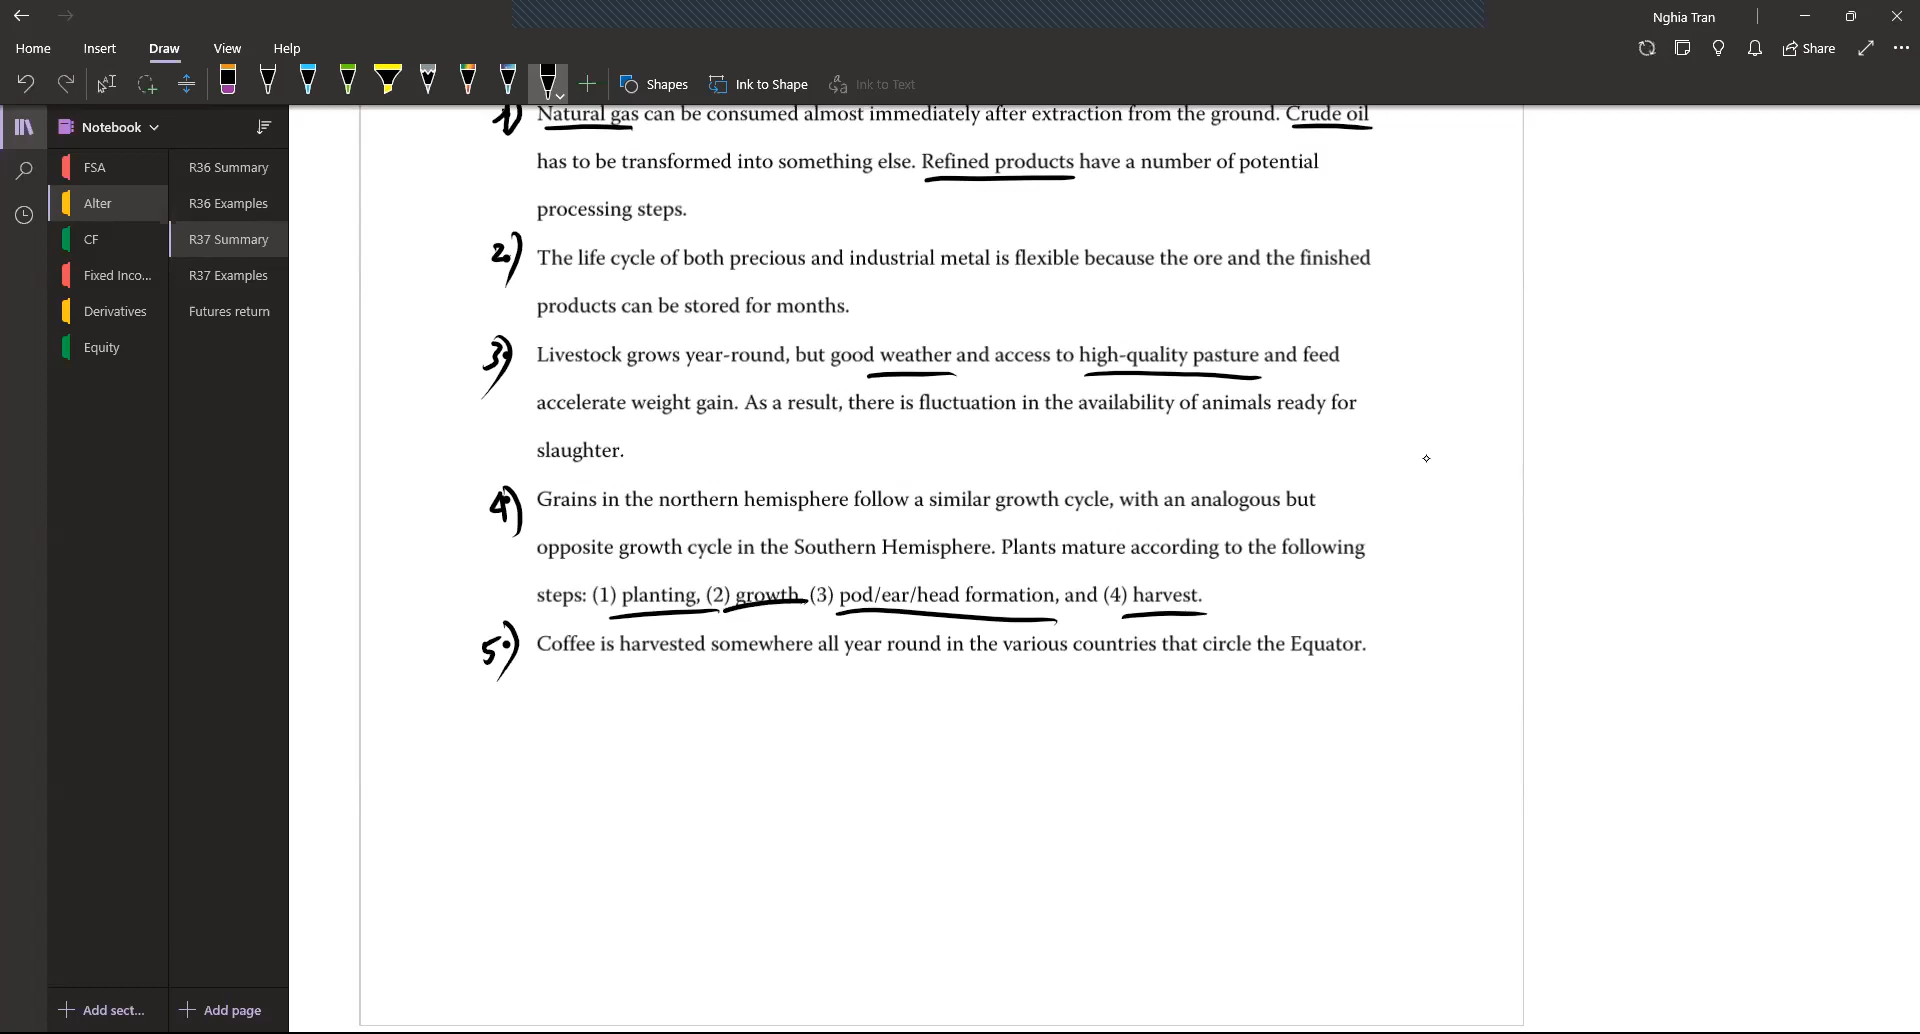 Nghia Tran
Home Insert Draw View Help
Share
Shapes Ink to Shape Ink to Text
Notebook
FSA
Alter
CF
Fixed Inco...
Derivatives
Equity
R36 Summary
R36 Examples
R37 Summary
R37 Examples
Futures return
1) Natural gas can be consumed almost immediately after extraction from the ground. Crude oil
has to be transformed into something else. Refined products have a number of potential
processing steps.
2) The life cycle of both precious and industrial metal is flexible because the ore and the finished
products can be stored for months.
3) Livestock grows year-round, but good weather and access to high-quality pasture and feed
accelerate weight gain. As a result, there is fluctuation in the availability of animals ready for
slaughter.
4) Grains in the northern hemisphere follow a similar growth cycle, with an analogous but
opposite growth cycle in the Southern Hemisphere. Plants mature according to the following
steps: (1) planting, (2) growth, (3) pod/ear/head formation, and (4) harvest.
5) Coffee is harvested somewhere all year round in the various countries that circle the Equator.
Add sect... Add page